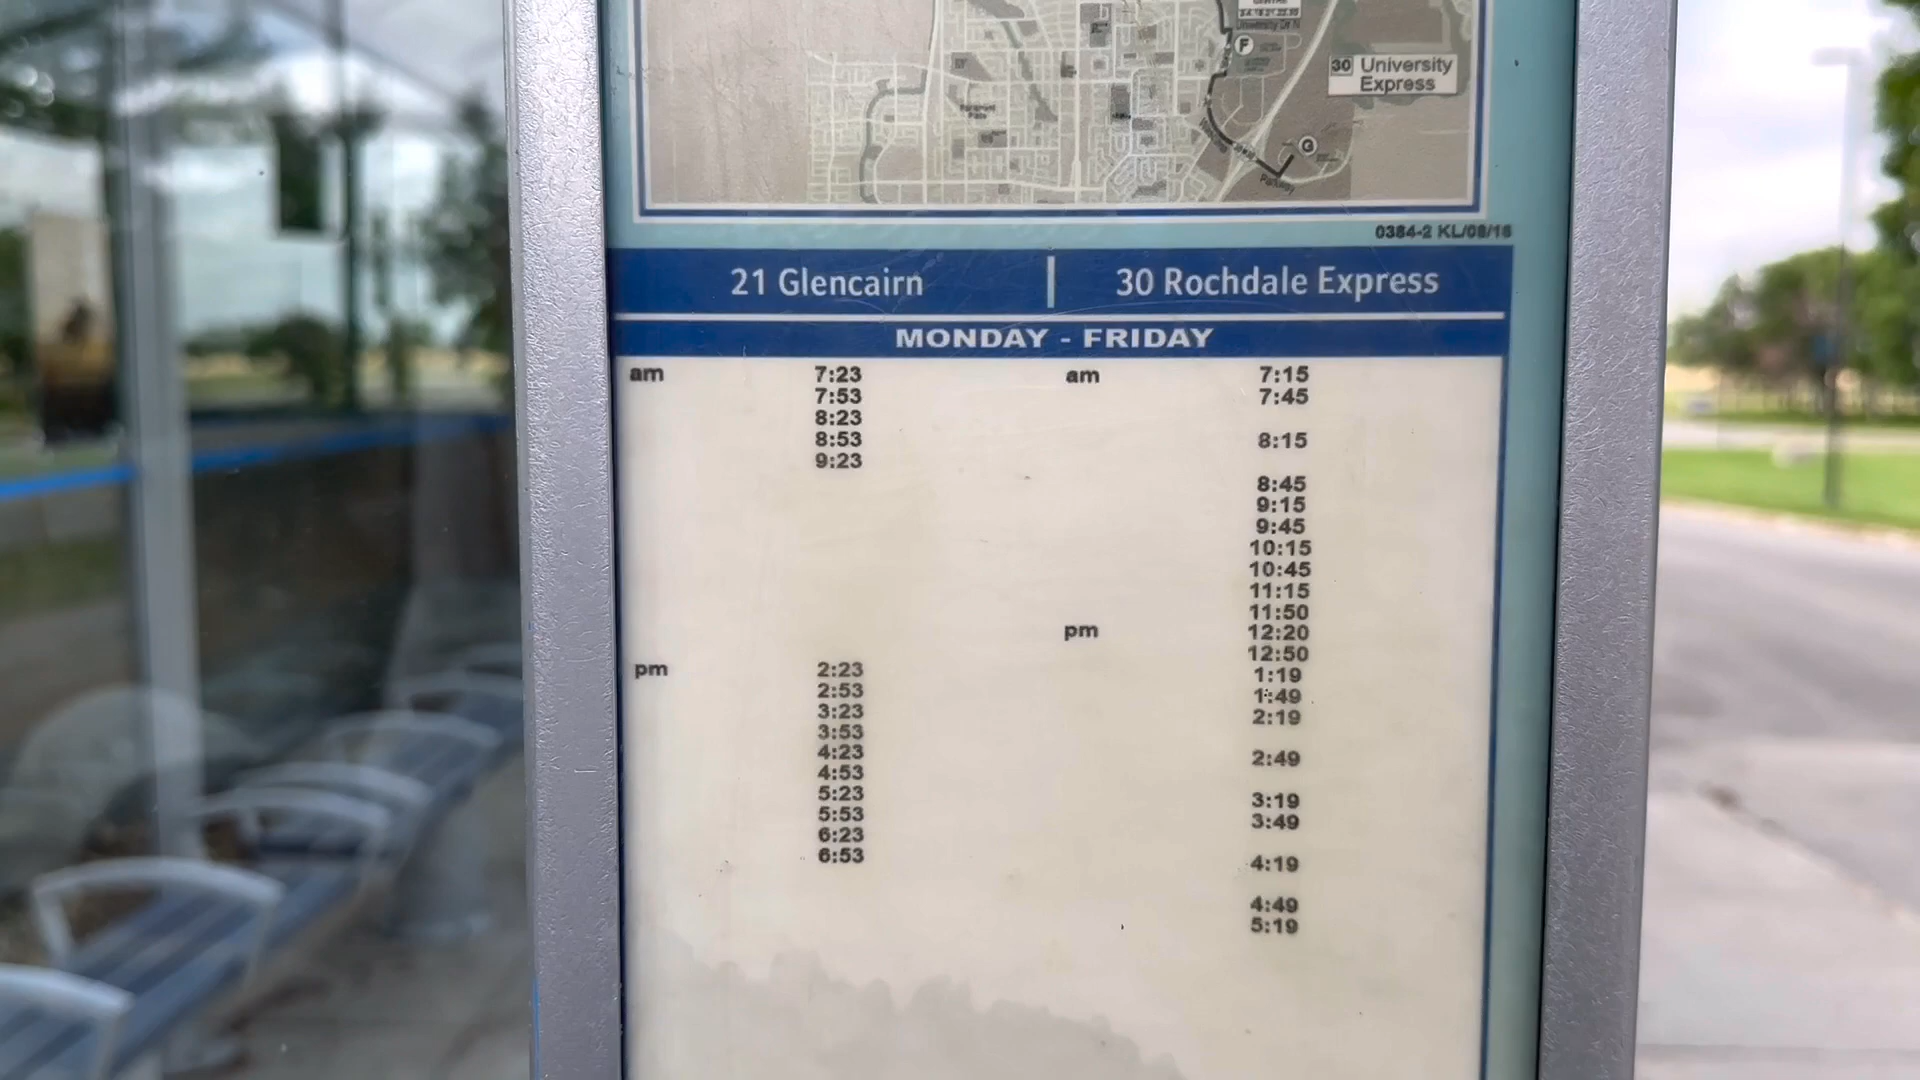 University Dr N
F
30 University
Express
G
Parkway
0384-2 KL/08/16
21 Glencairn | 30 Rochdale Express
MONDAY - FRIDAY
am 7:23 am 7:15
7:53 7:45
8:23
8:53 8:15
9:23
8:45
9:15
9:45
10:15
10:45
11:15
11:50
pm 12:20
12:50
pm 2:23 1:19
2:53 1:49
3:23 2:19
3:53
4:23 2:49
4:53
5:23 3:19
5:53 3:49
6:23
6:53 4:19
4:49
5:19